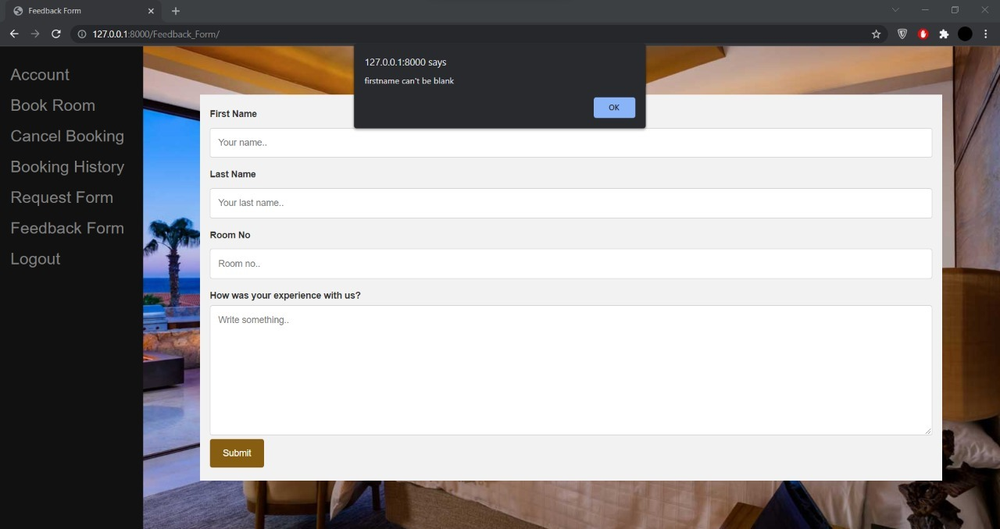 Feedback Form
127.0.0.1:8000/Feedback_Form/
127.0.0.1:8000 says
firstname can't be blank
OK
Account
Book Room
Cancel Booking
Booking History
Request Form
Feedback Form
Logout
First Name
Your name..
Last Name
Your last name..
Room No
Room no..
How was your experience with us?
Write something..
Submit